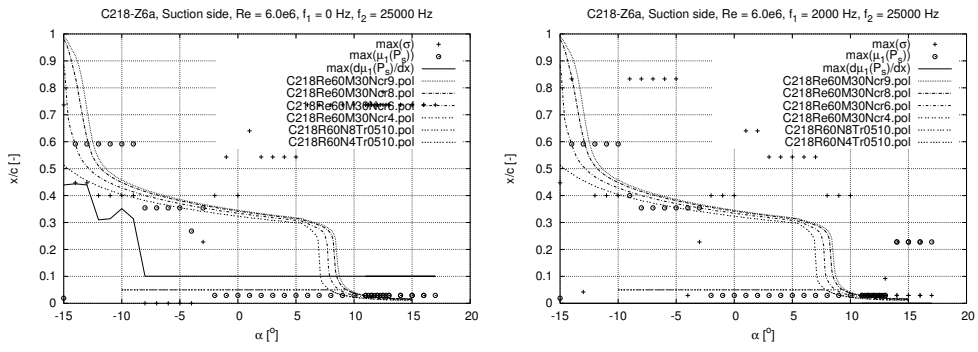 C218-Z6a, Suction side, Re = 6.0e6, f1 = 0 Hz, f2 = 25000 Hz
x/c [-]
1
0.9
0.8
0.7
0.6
0.5
0.4
0.3
0.2
0.1
0
max(σ)
max(μ1(Ps))
max(dμ1(Ps)/dx)
C218Re60M30Ncr9.pol
C218Re60M30Ncr8.pol
C218Re60M30Ncr6.pol
C218Re60M30Ncr4.pol
C218R60N8Tr0510.pol
C218R60N4Tr0510.pol
-15 -10 -5 0 5 10 15 20
α [°]
C218-Z6a, Suction side, Re = 6.0e6, f1 = 2000 Hz, f2 = 25000 Hz
x/c [-]
1
0.9
0.8
0.7
0.6
0.5
0.4
0.3
0.2
0.1
0
max(σ)
max(μ1(Ps))
max(dμ1(Ps)/dx)
C218Re60M30Ncr9.pol
C218Re60M30Ncr8.pol
C218Re60M30Ncr6.pol
C218Re60M30Ncr4.pol
C218R60N8Tr0510.pol
C218R60N4Tr0510.pol
-15 -10 -5 0 5 10 15 20
α [°]